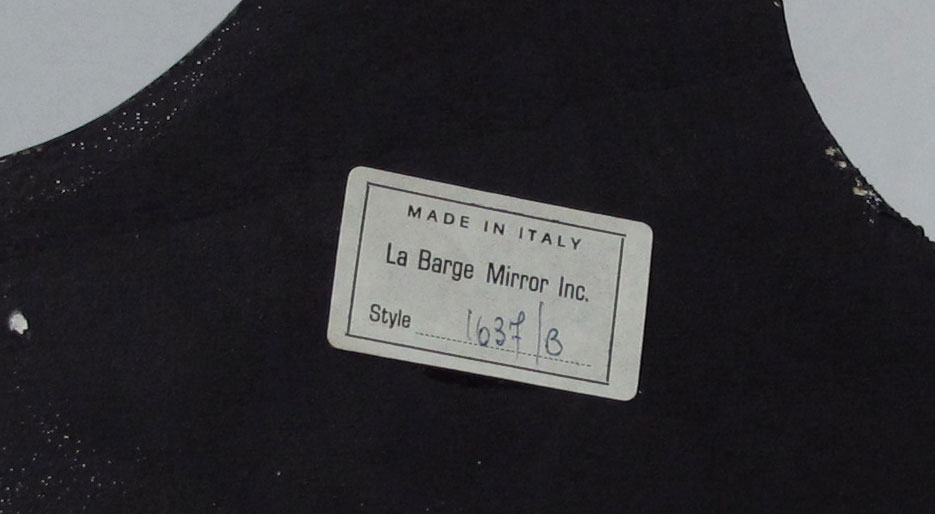 MADE IN ITALY
La Barge Mirror Inc.
Style 1637/B